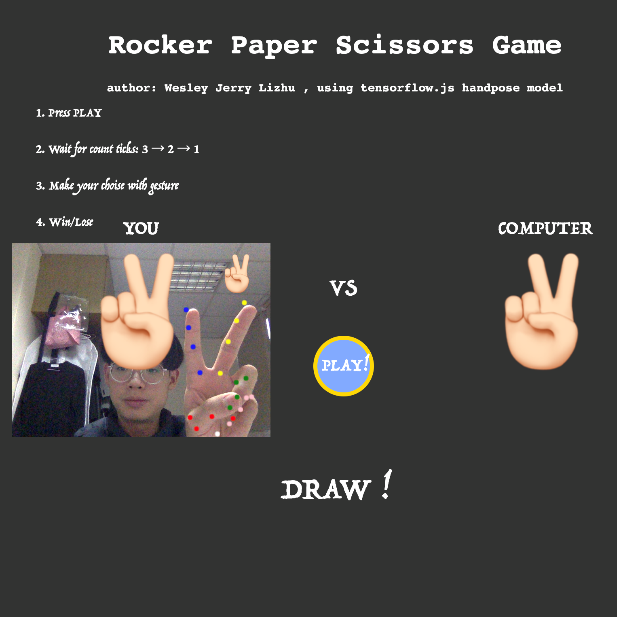 Rocker Paper Scissors Game
author: Wesley Jerry Lizhu , using tensorflow.js handpose model
1. Press PLAY
2. Wait for count ticks: 3 → 2 → 1
3. Make your choise with gesture
4. Win/Lose
YOU
COMPUTER
VS
PLAY!
DRAW !